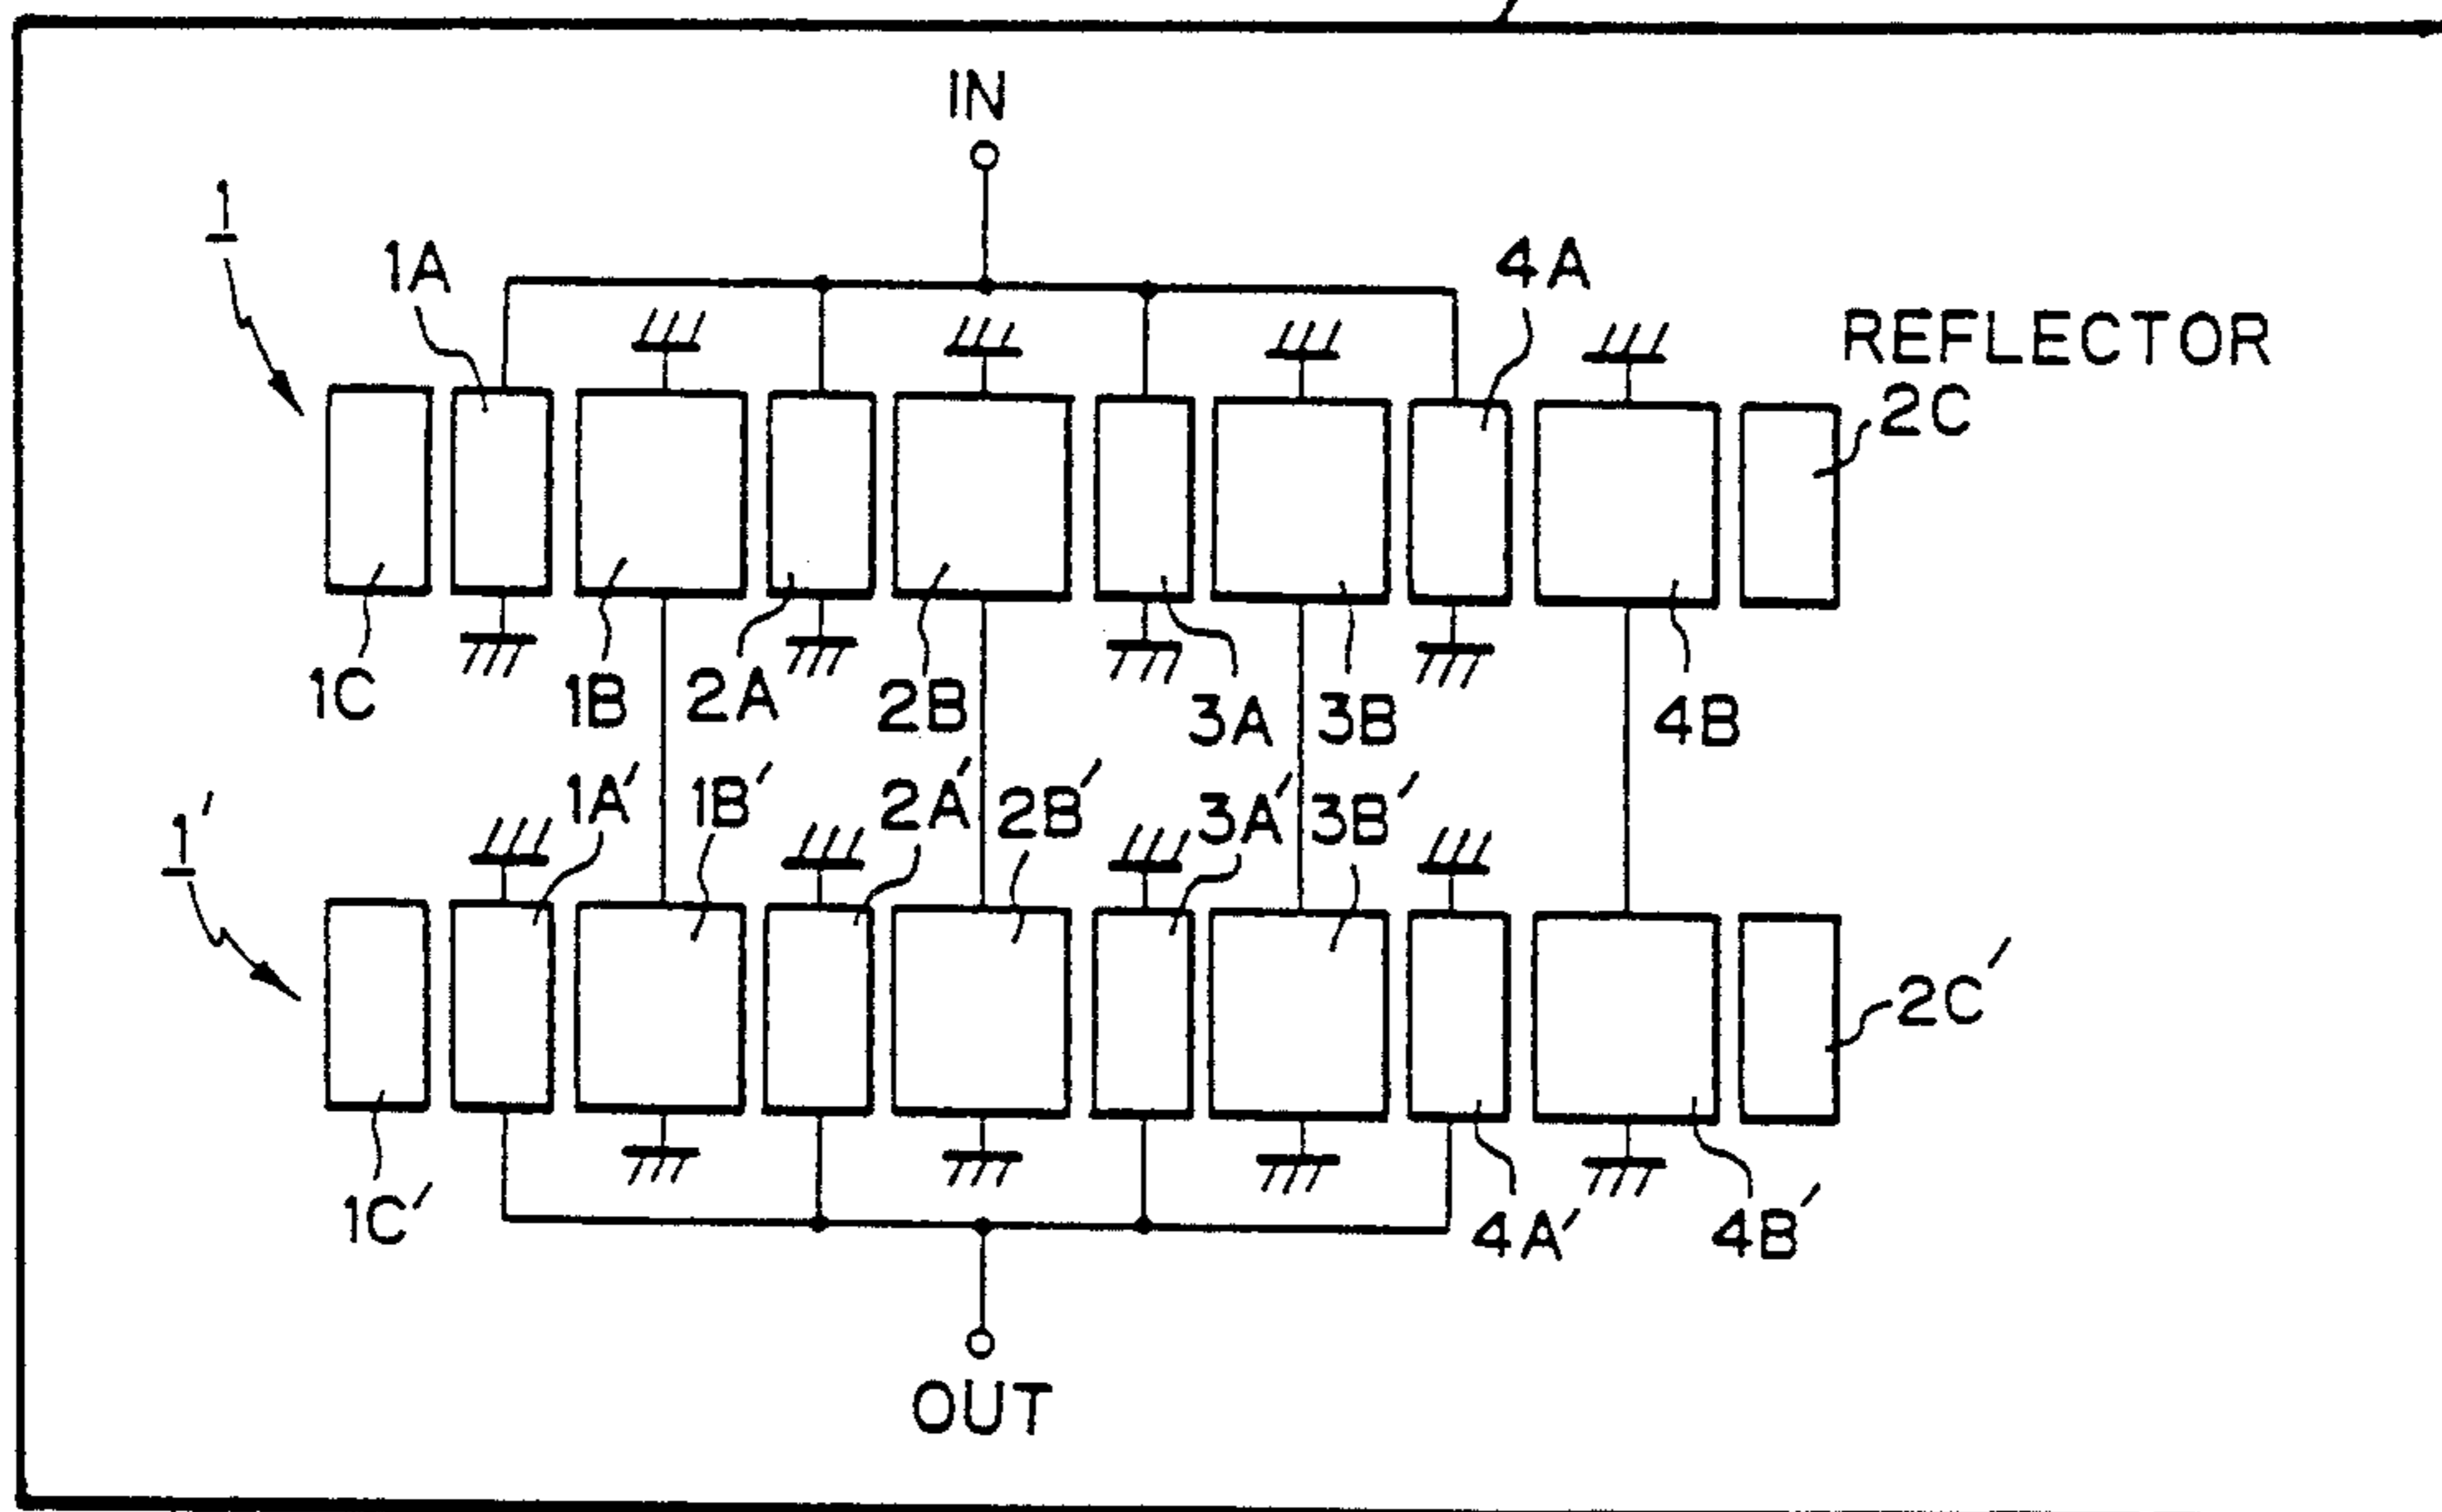 IN
1
1A
4A
REFLECTOR
2C
1C
1B
2A
2B
3A
3B
4B
1'
1A'
1B'
2A'
2B'
3A'
3B'
2C'
1C'
4A'
4B'
OUT